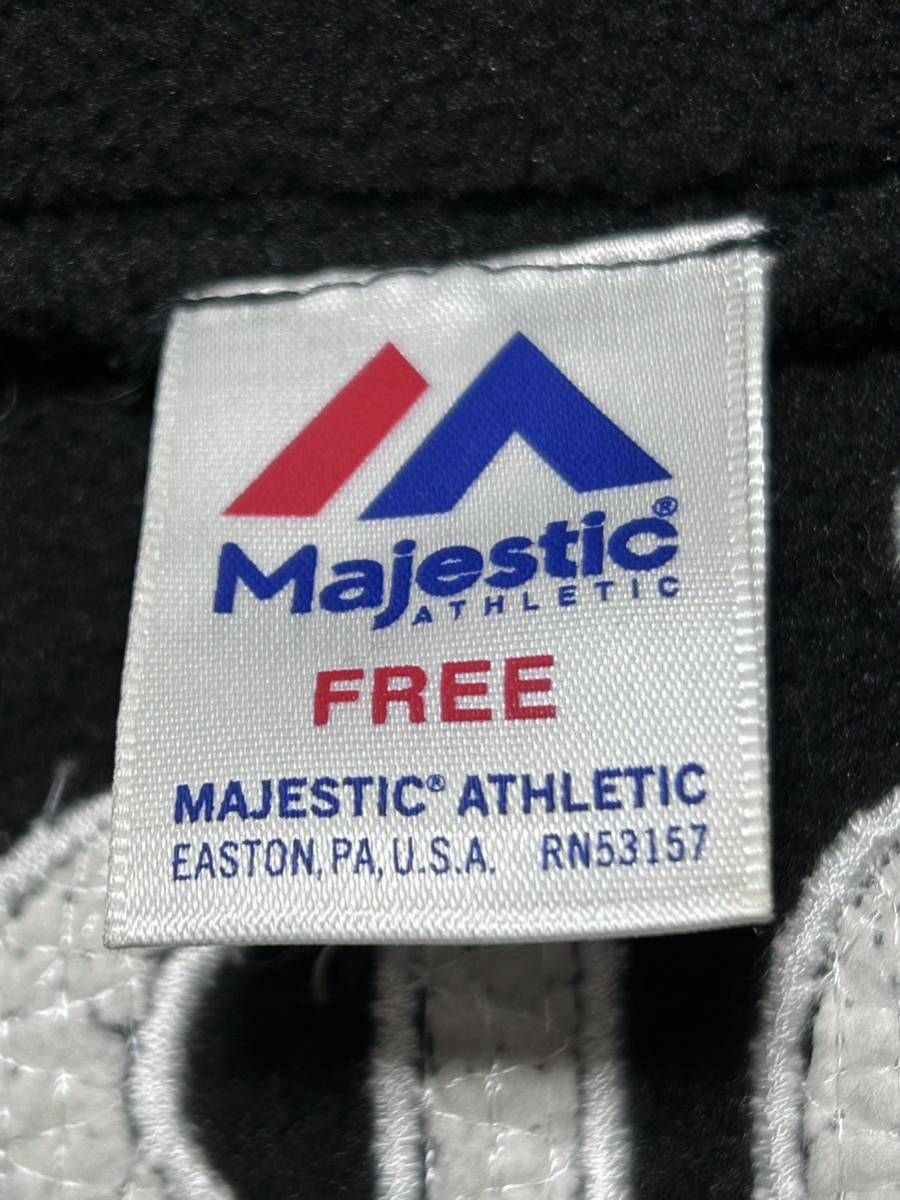 Majestic®
ATHLETIC
FREE
MAJESTIC® ATHLETIC
EASTON, PA, U.S.A. RN53157